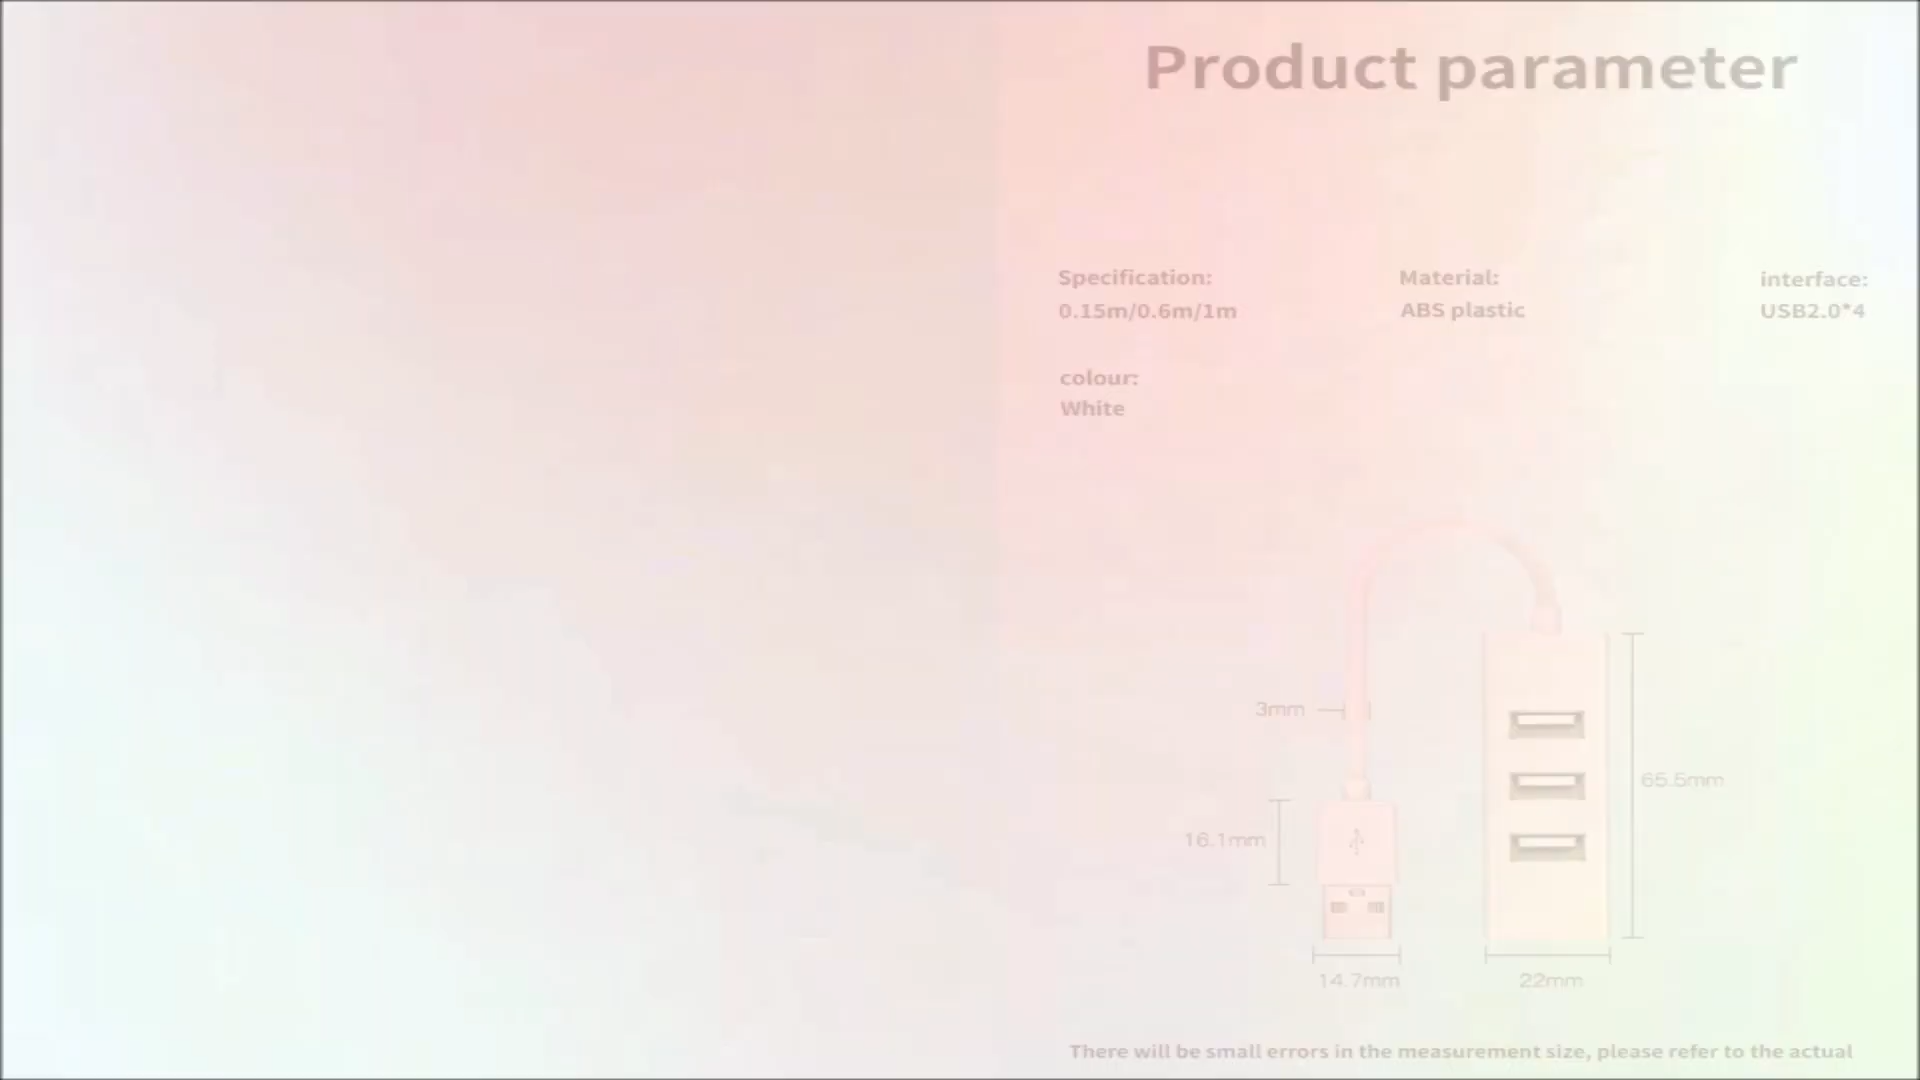 Product parameter
Specification:
0.15m/0.6m/1m
Material:
ABS plastic
interface:
USB2.0*4
colour:
White
3mm
65.5mm
16.1mm
14.7mm
22mm
There will be small errors in the measurement size, please refer to the actual